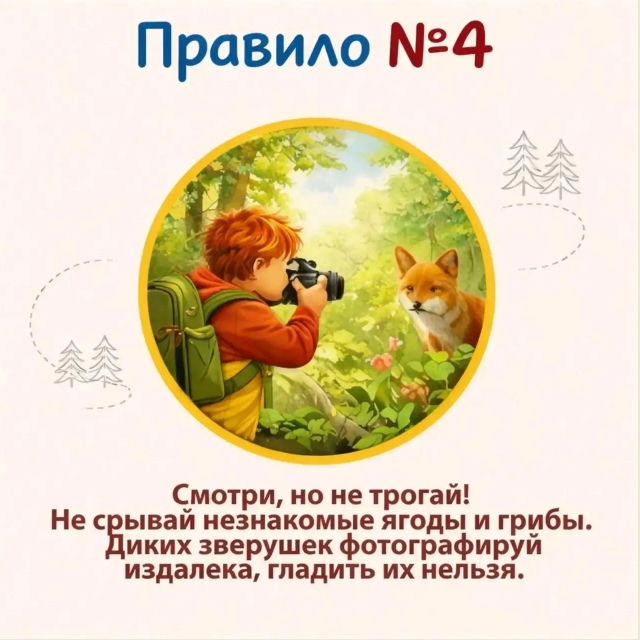 Правило №4
Смотри, но не трогай!
Не срывай незнакомые ягоды и грибы.
Диких зверушек фотографируй
издалека, гладить их нельзя.